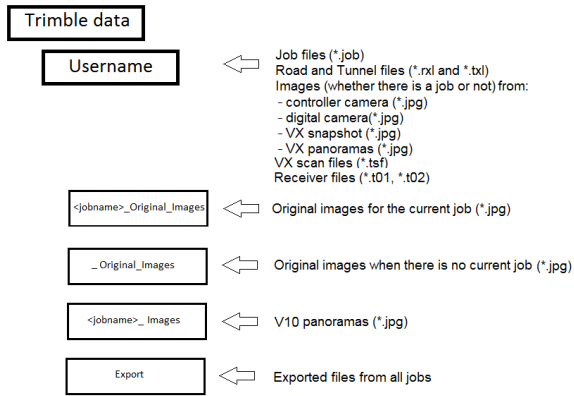 Trimble data
Username
Job files (*.job)
Road and Tunnel files (*.rxl and *.txl)
Images (whether there is a job or not) from:
- controller camera (*.jpg)
- digital camera(*.jpg)
- VX snapshot (*.jpg)
- VX panoramas (*.jpg)
VX scan files (*.tsf)
Receiver files (*.t01, *.t02)
<jobname>_Original_Images
Original images for the current job (*.jpg)
_ Original_Images
Original images when there is no current job (*.jpg)
<jobname>_ Images
V10 panoramas (*.jpg)
Export
Exported files from all jobs